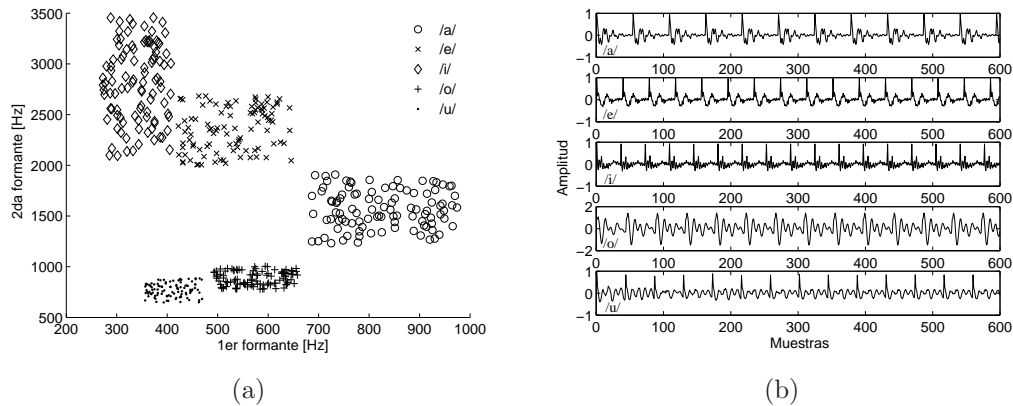 3500
3000
2500
2000
1500
1000
500
2da formante [Hz]
200 300 400 500 600 700 800 900 1000
1er formante [Hz]
/a/
/e/
/i/
/o/
/u/
(a)
Amplitud
1
0
−1
/a/
0 100 200 300 400 500 600
1
0
−1
/e/
0 100 200 300 400 500 600
1
0
−1
/i/
0 100 200 300 400 500 600
2
0
−2
/o/
0 100 200 300 400 500 600
1
0
−1
/u/
0 100 200 300 400 500 600
Muestras
(b)